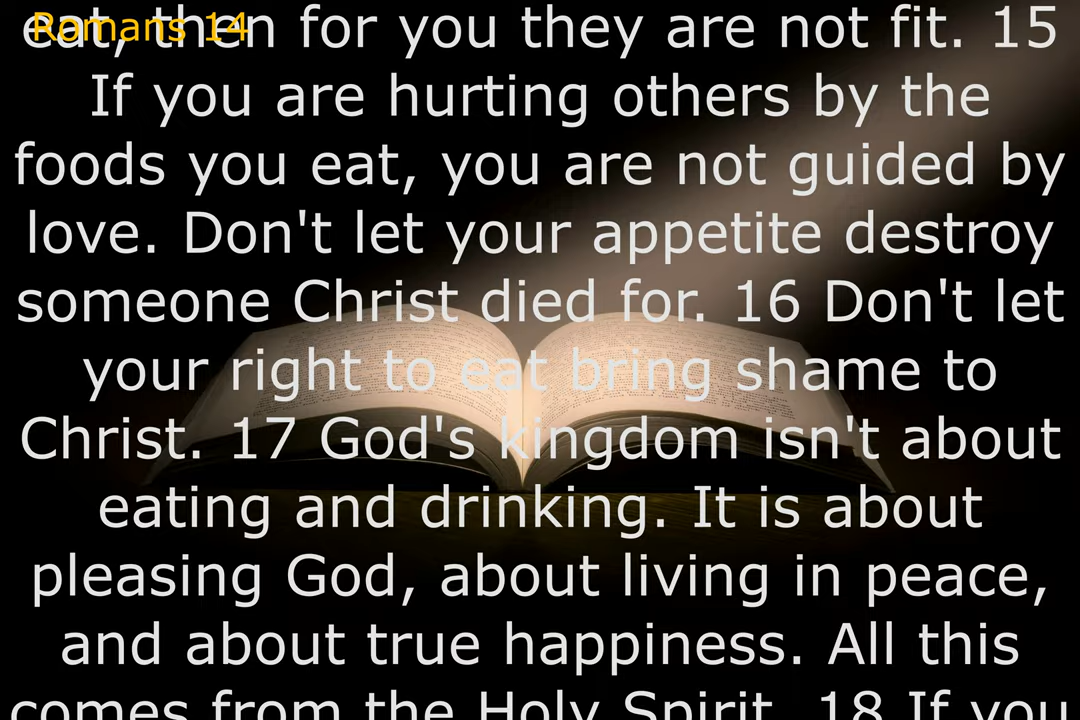 Romans 14
eat, then for you they are not fit. 15
If you are hurting others by the
foods you eat, you are not guided by
love. Don't let your appetite destroy
someone Christ died for. 16 Don't let
your right to eat bring shame to
Christ. 17 God's kingdom isn't about
eating and drinking. It is about
pleasing God, about living in peace,
and about true happiness. All this
comes from the Holy Spirit. 18 If you